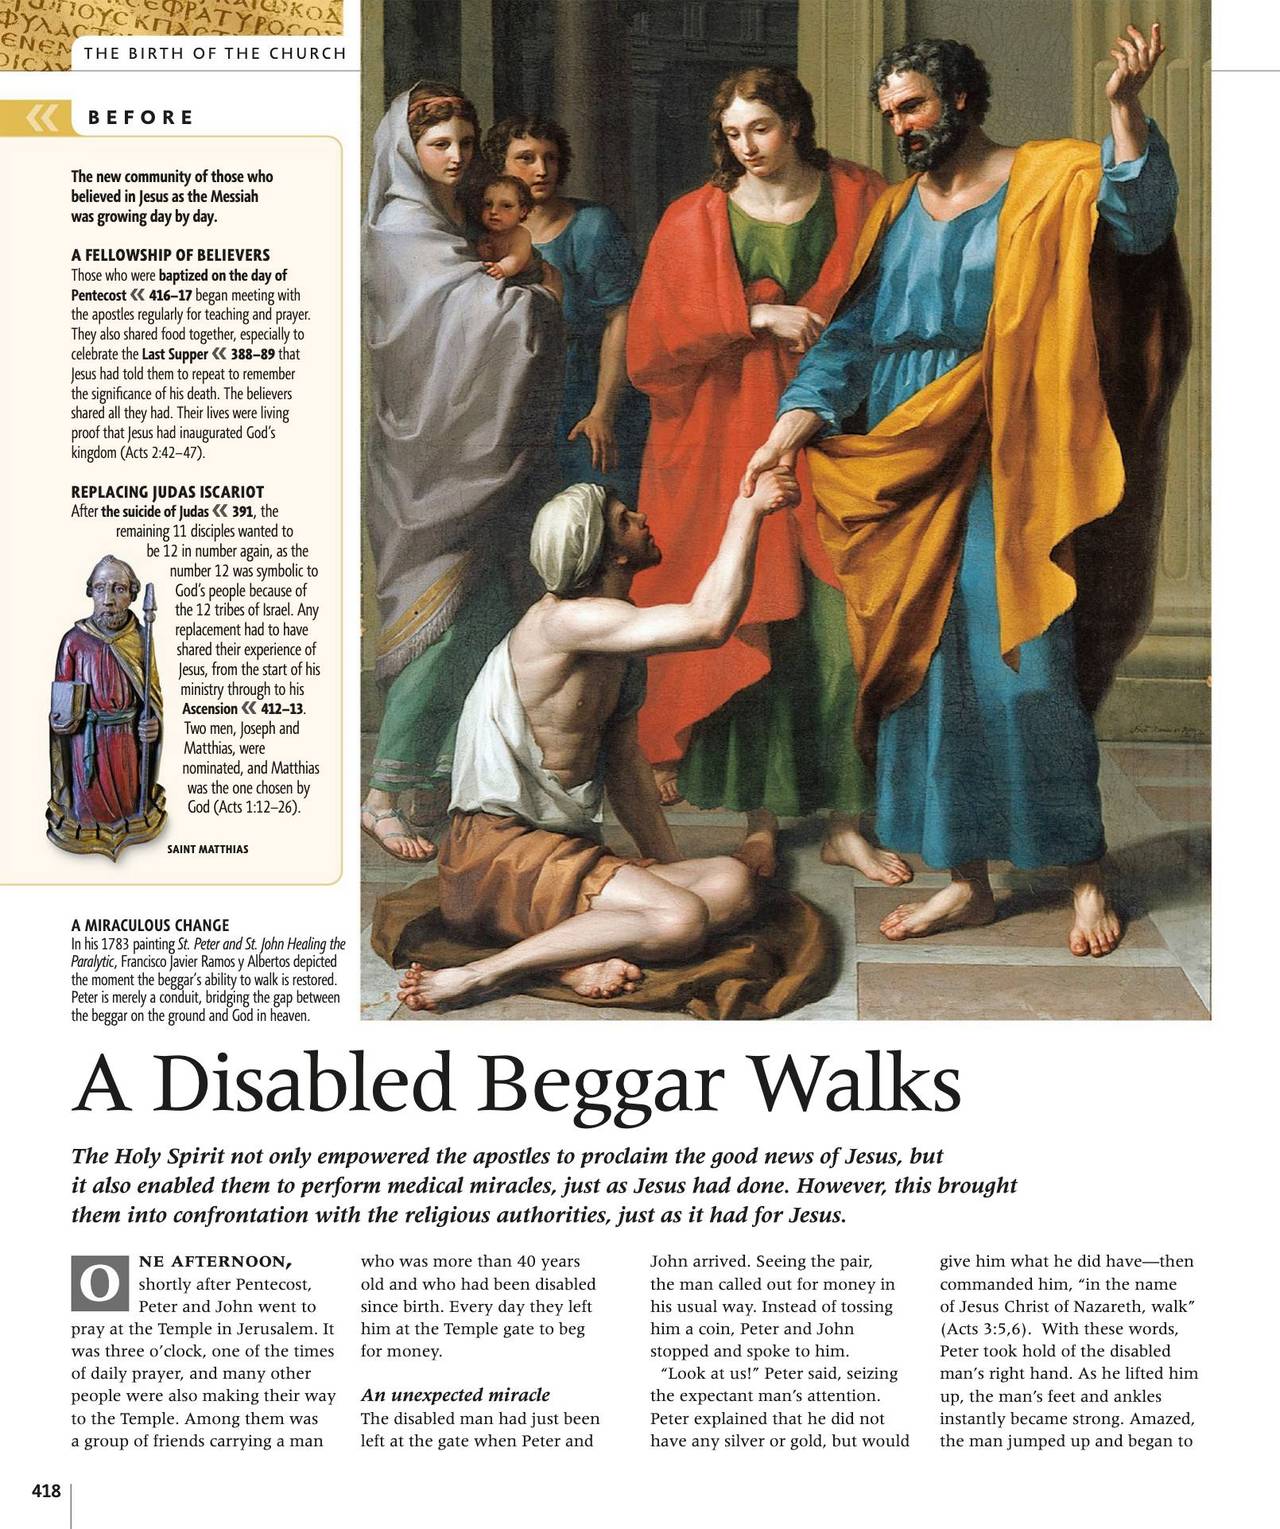 THE BIRTH OF THE CHURCH
BEFORE
The new community of those who
believed in Jesus as the Messiah
was growing day by day.
A FELLOWSHIP OF BELIEVERS
Those who were baptized on the day of
Pentecost « 416–17 began meeting with
the apostles regularly for teaching and prayer.
They also shared food together, especially to
celebrate the Last Supper « 388–89 that
Jesus had told them to repeat to remember
the significance of his death. The believers
shared all they had. Their lives were living
proof that Jesus had inaugurated God’s
kingdom (Acts 2:42–47).
REPLACING JUDAS ISCARIOT
After the suicide of Judas « 391, the
remaining 11 disciples wanted to
be 12 in number again, as the
number 12 was symbolic to
God’s people because of
the 12 tribes of Israel. Any
replacement had to have
shared their experience of
Jesus, from the start of his
ministry through to his
Ascension « 412–13.
Two men, Joseph and
Matthias, were
nominated, and Matthias
was the one chosen by
God (Acts 1:12–26).
SAINT MATTHIAS
A MIRACULOUS CHANGE
In his 1783 painting St. Peter and St. John Healing the
Paralytic, Francisco Javier Ramos y Albertos depicted
the moment the beggar’s ability to walk is restored.
Peter is merely a conduit, bridging the gap between
the beggar on the ground and God in heaven.
A Disabled Beggar Walks
The Holy Spirit not only empowered the apostles to proclaim the good news of Jesus, but
it also enabled them to perform medical miracles, just as Jesus had done. However, this brought
them into confrontation with the religious authorities, just as it had for Jesus.
ONE AFTERNOON,
shortly after Pentecost,
Peter and John went to
pray at the Temple in Jerusalem. It
was three o’clock, one of the times
of daily prayer, and many other
people were also making their way
to the Temple. Among them was
a group of friends carrying a man
who was more than 40 years
old and who had been disabled
since birth. Every day they left
him at the Temple gate to beg
for money.
An unexpected miracle
The disabled man had just been
left at the gate when Peter and
John arrived. Seeing the pair,
the man called out for money in
his usual way. Instead of tossing
him a coin, Peter and John
stopped and spoke to him.
“Look at us!” Peter said, seizing
the expectant man’s attention.
Peter explained that he did not
have any silver or gold, but would
give him what he did have—then
commanded him, “in the name
of Jesus Christ of Nazareth, walk”
(Acts 3:5,6). With these words,
Peter took hold of the disabled
man’s right hand. As he lifted him
up, the man’s feet and ankles
instantly became strong. Amazed,
the man jumped up and began to
418